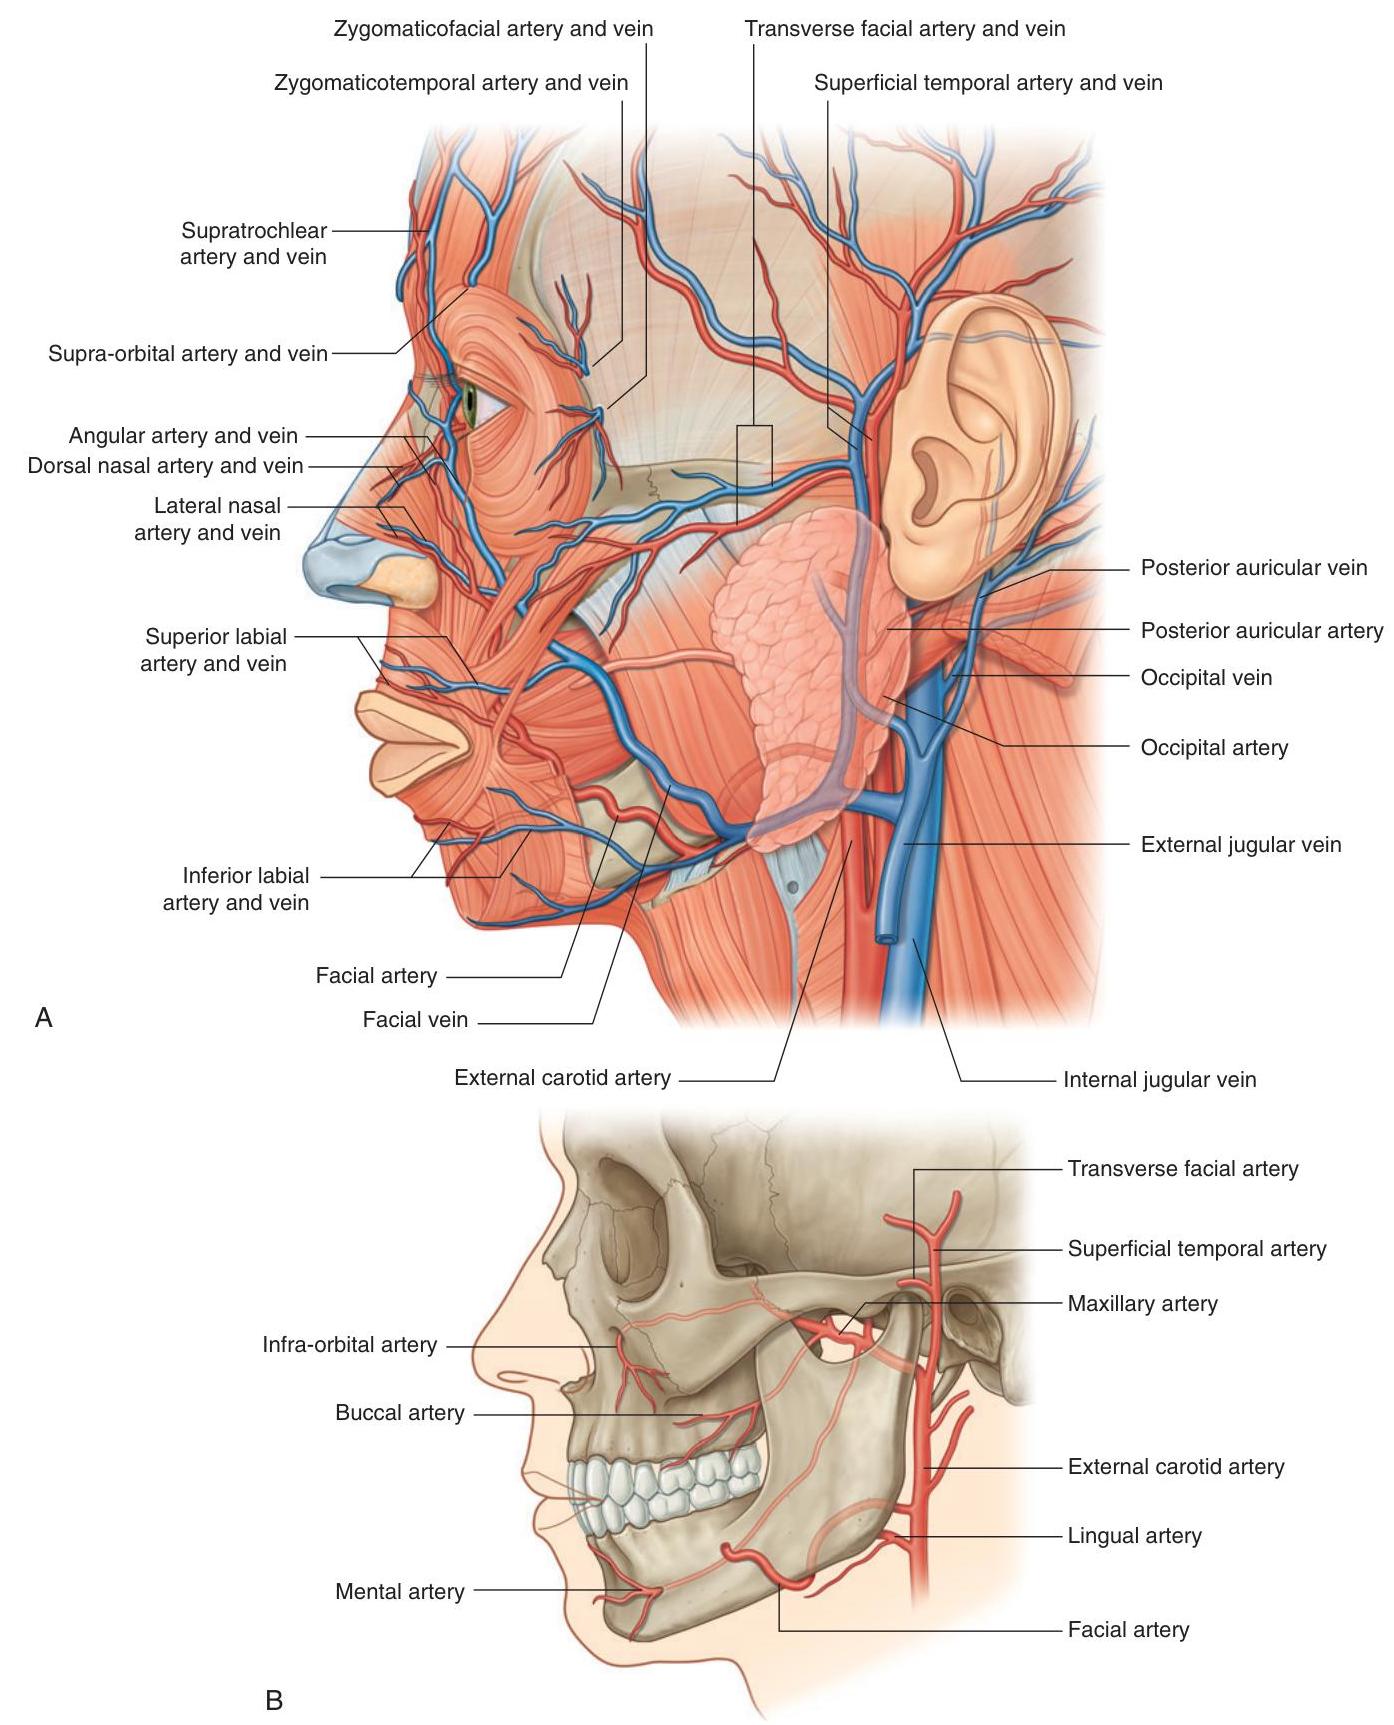 Zygomaticofacial artery and vein
Transverse facial artery and vein
Zygomaticotemporal artery and vein
Superficial temporal artery and vein
Supratrochlear
artery and vein
Supra-orbital artery and vein
Angular artery and vein
Dorsal nasal artery and vein
Lateral nasal
artery and vein
Posterior auricular vein
Posterior auricular artery
Superior labial
artery and vein
Occipital vein
Occipital artery
External jugular vein
Inferior labial
artery and vein
Facial artery
A
Facial vein
External carotid artery
Internal jugular vein
Transverse facial artery
Superficial temporal artery
Maxillary artery
Infra-orbital artery
Buccal artery
External carotid artery
Lingual artery
Mental artery
Facial artery
B